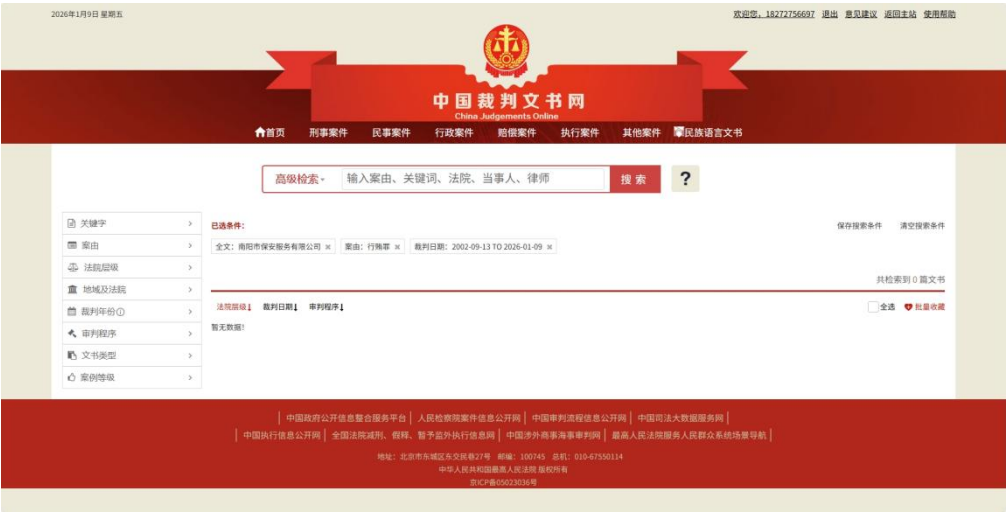 2026年1月9日 星期五
欢迎您，18272756697 退出 意见建议 返回主站 使用帮助
中国裁判文书网
China Judgements Online
首页 刑事案件 民事案件 行政案件 赔偿案件 执行案件 其他案件 民族语言文书
高级检索 输入案由、关键词、法院、当事人、律师 搜索 ?
关键字
案由
法院层级
地域及法院
裁判年份
审判程序
文书类型
案例等级
已选条件：
保存搜索条件 清空搜索条件
全文：南阳市保安服务有限公司 × 案由：行贿罪 × 裁判日期：2002-09-13 TO 2026-01-09 ×
共检索到 0 篇文书
法院层级↓ 裁判日期↓ 审判程序↓
全选 批量收藏
暂无数据!
中国政府公开信息整合服务平台 | 人民检察院案件信息公开网 | 中国审判流程信息公开网 | 中国司法大数据服务网 |
中国执行信息公开网 | 全国法院减刑、假释、暂予监外执行信息网 | 中国涉外商事海事审判网 | 最高人民法院服务人民群众系统场景导航 |
地址：北京市东城区东交民巷27号 邮编：100745 总机：010-67550114
中华人民共和国最高人民法院 版权所有
京ICP备05023036号